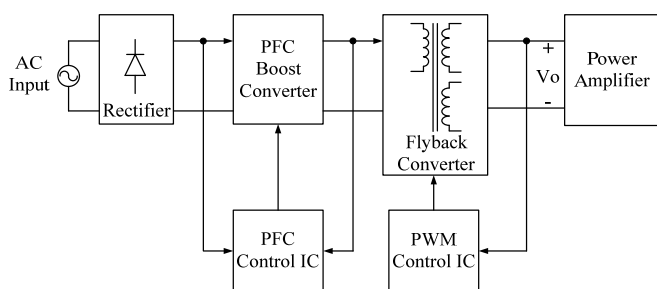 AC
Input
Rectifier
PFC
Boost
Converter
Flyback
Converter
+
Vo
-
Power
Amplifier
PFC
Control IC
PWM
Control IC